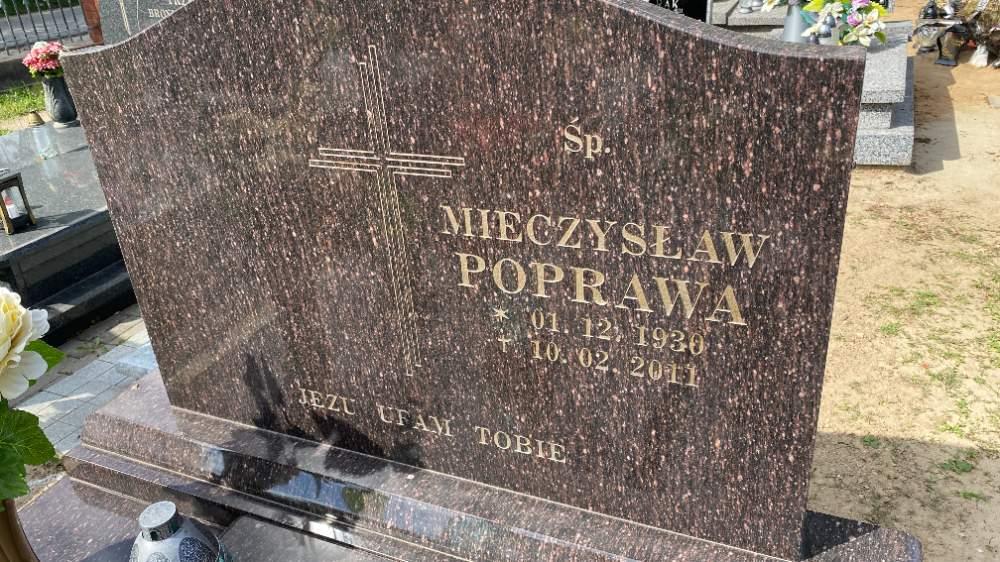 Śp.
MIECZYSŁAW
POPRAWA
* 01. 12. 1930
† 10. 02. 2011
JEZU UFAM TOBIE